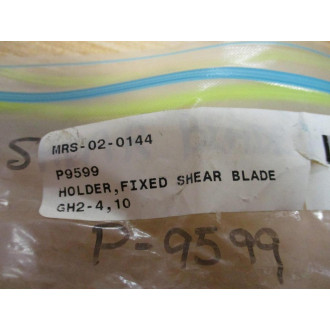 S
MRS-02-0144
P9599
HOLDER,FIXED SHEAR BLADE
GH2-4,10
P-9599